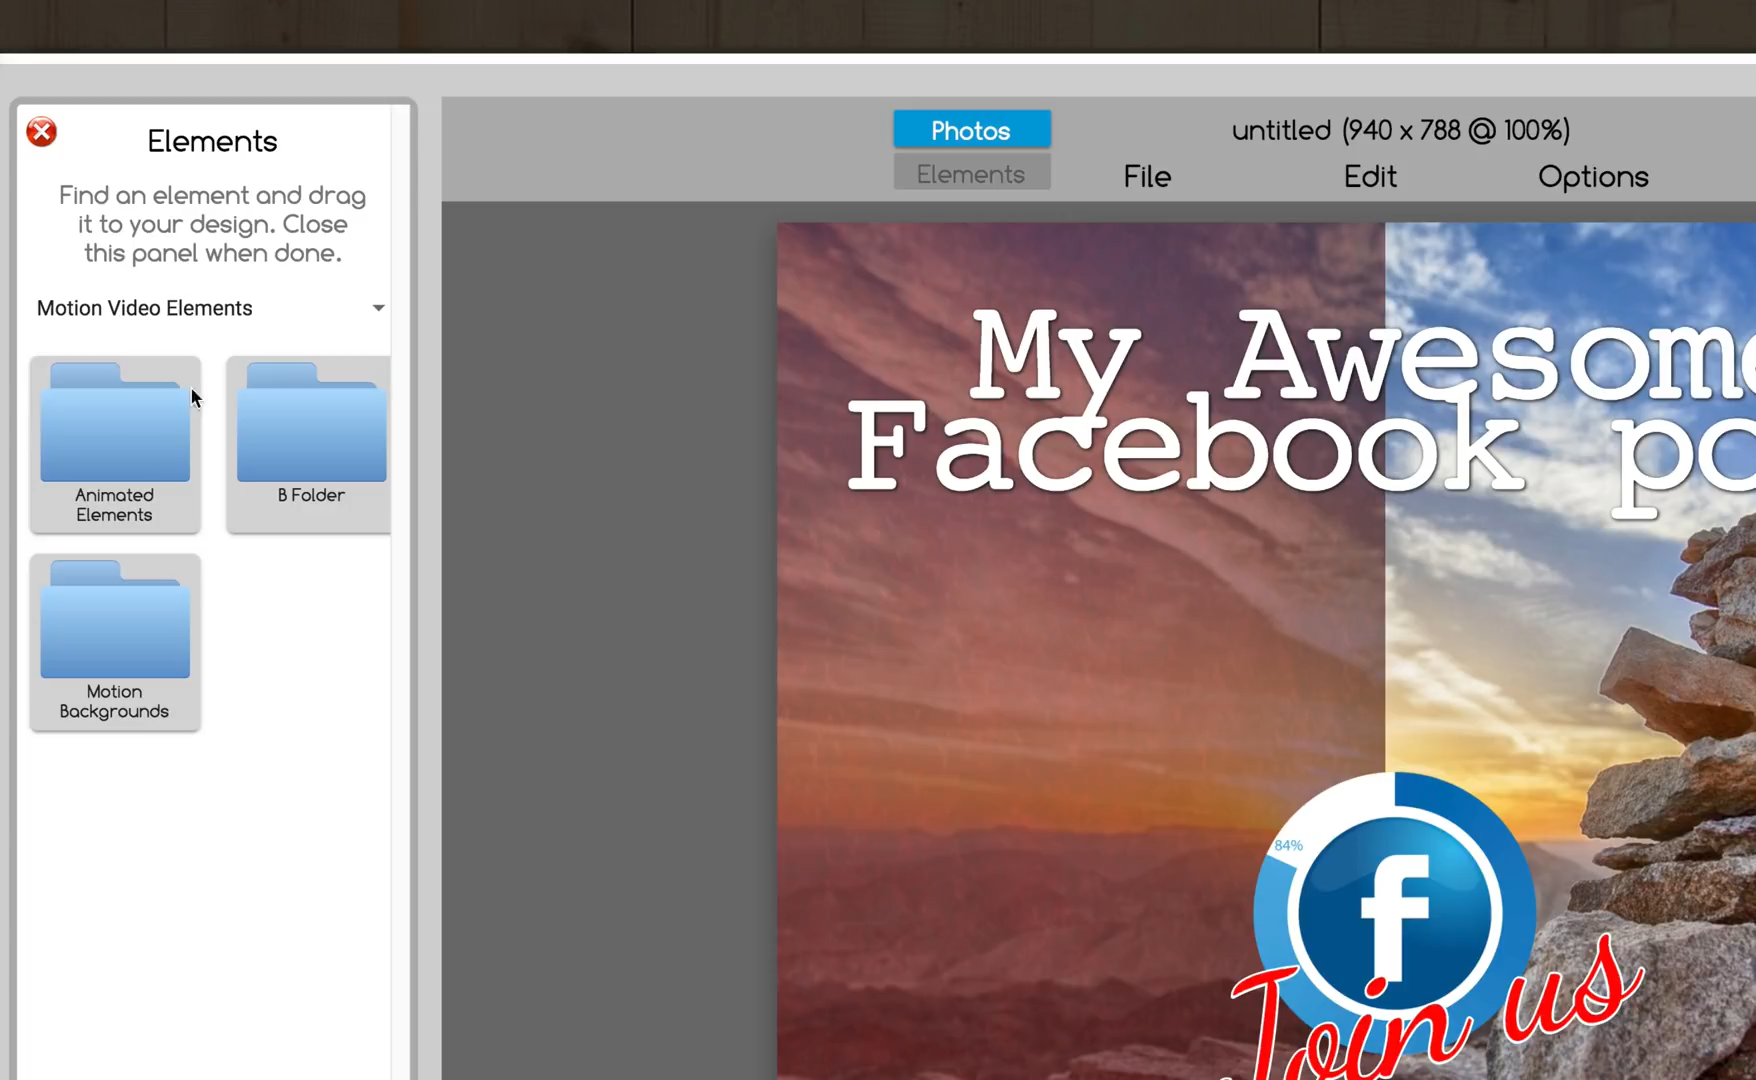 Elements
Find an element and drag
it to your design. Close
this panel when done.
Motion Video Elements
Animated
Elements
B Folder
Motion
Backgrounds
Photos
Elements
untitled (940 x 788 @ 100%)
File Edit Options
My Awesome
Facebook po
84%
f
Join us